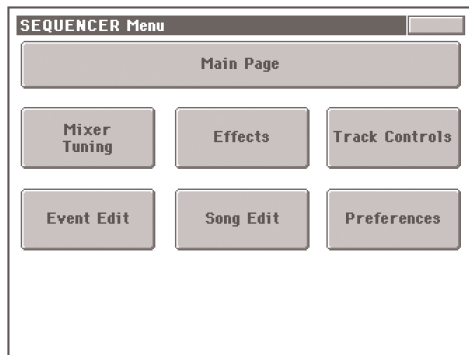 SEQUENCER Menu
Main Page
Mixer
Tuning
Effects
Track Controls
Event Edit
Song Edit
Preferences